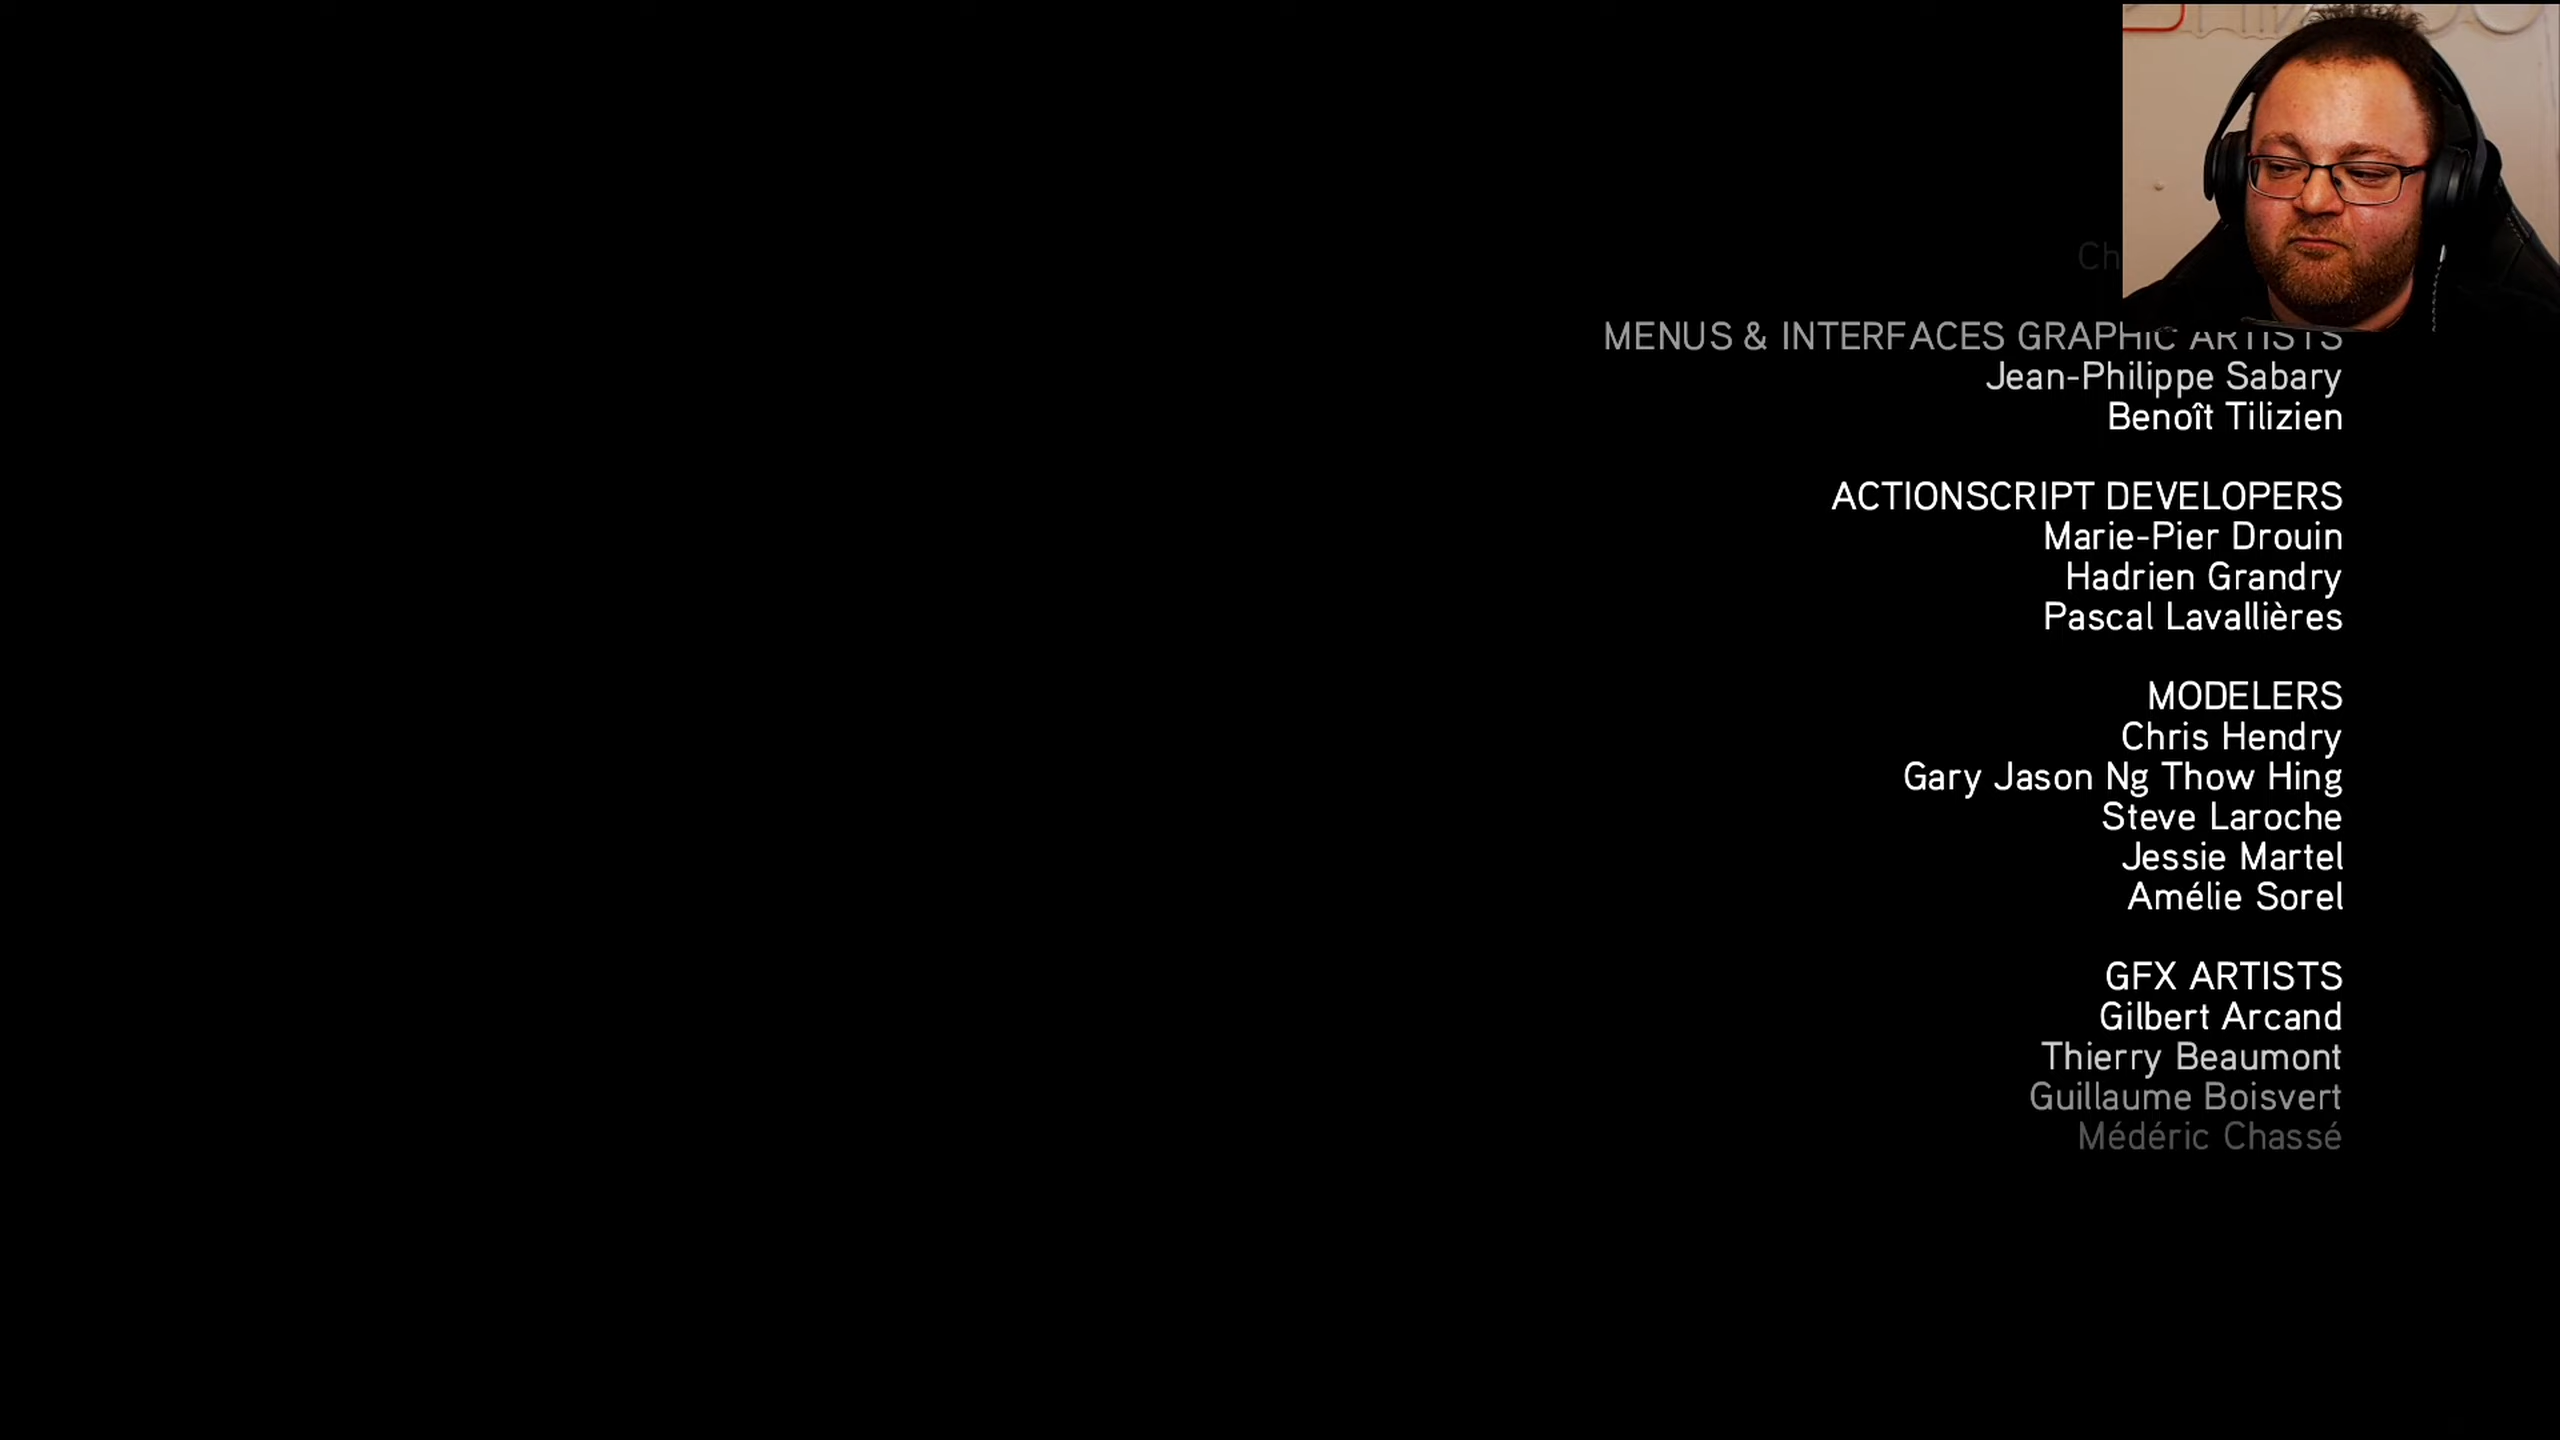 MENUS & INTERFACES GRAPHIC ARTISTS
Jean-Philippe Sabary
Benoît Tilizien
ACTIONSCRIPT DEVELOPERS
Marie-Pier Drouin
Hadrien Grandry
Pascal Lavallières
MODELERS
Chris Hendry
Gary Jason Ng Thow Hing
Steve Laroche
Jessie Martel
Amélie Sorel
GFX ARTISTS
Gilbert Arcand
Thierry Beaumont
Guillaume Boisvert
Médéric Chassé